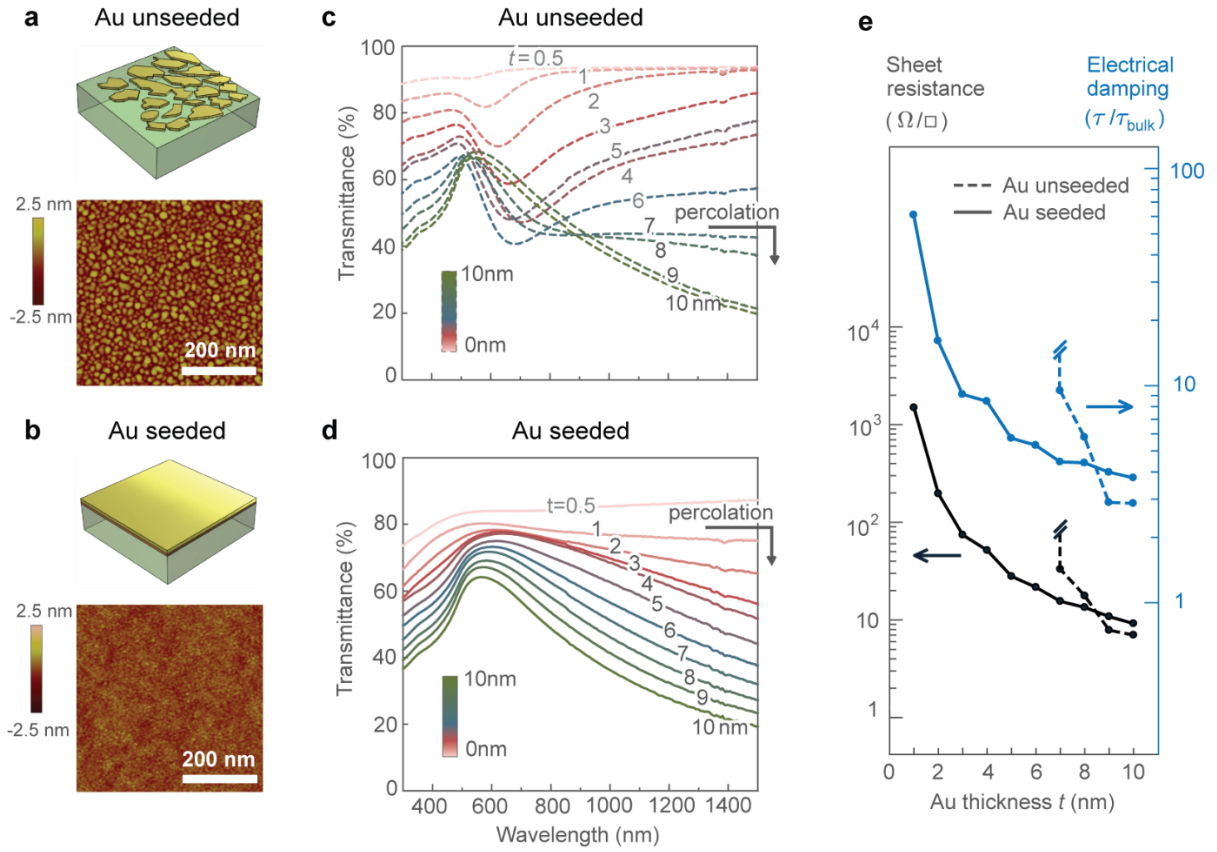 a
Au unseeded
2.5 nm
-2.5 nm
200 nm
b
Au seeded
2.5 nm
-2.5 nm
200 nm
c
Au unseeded
Transmittance (%)
100
80
60
40
20
0
t = 0.5
1
2
3
5
4
6
percolation
7
8
9
10 nm
10nm
0nm
d
Au seeded
Transmittance (%)
100
80
60
40
20
0
t=0.5
percolation
1
2
3
4
5
6
7
8
9
10 nm
10nm
0nm
400 600 800 1000 1200 1400
Wavelength (nm)
e
Sheet
resistance
(Ω/□)
Electrical
damping
(τ/τbulk)
Au unseeded
Au seeded
10⁴
10³
10²
10
1
100
10
1
0 2 4 6 8 10
Au thickness t (nm)